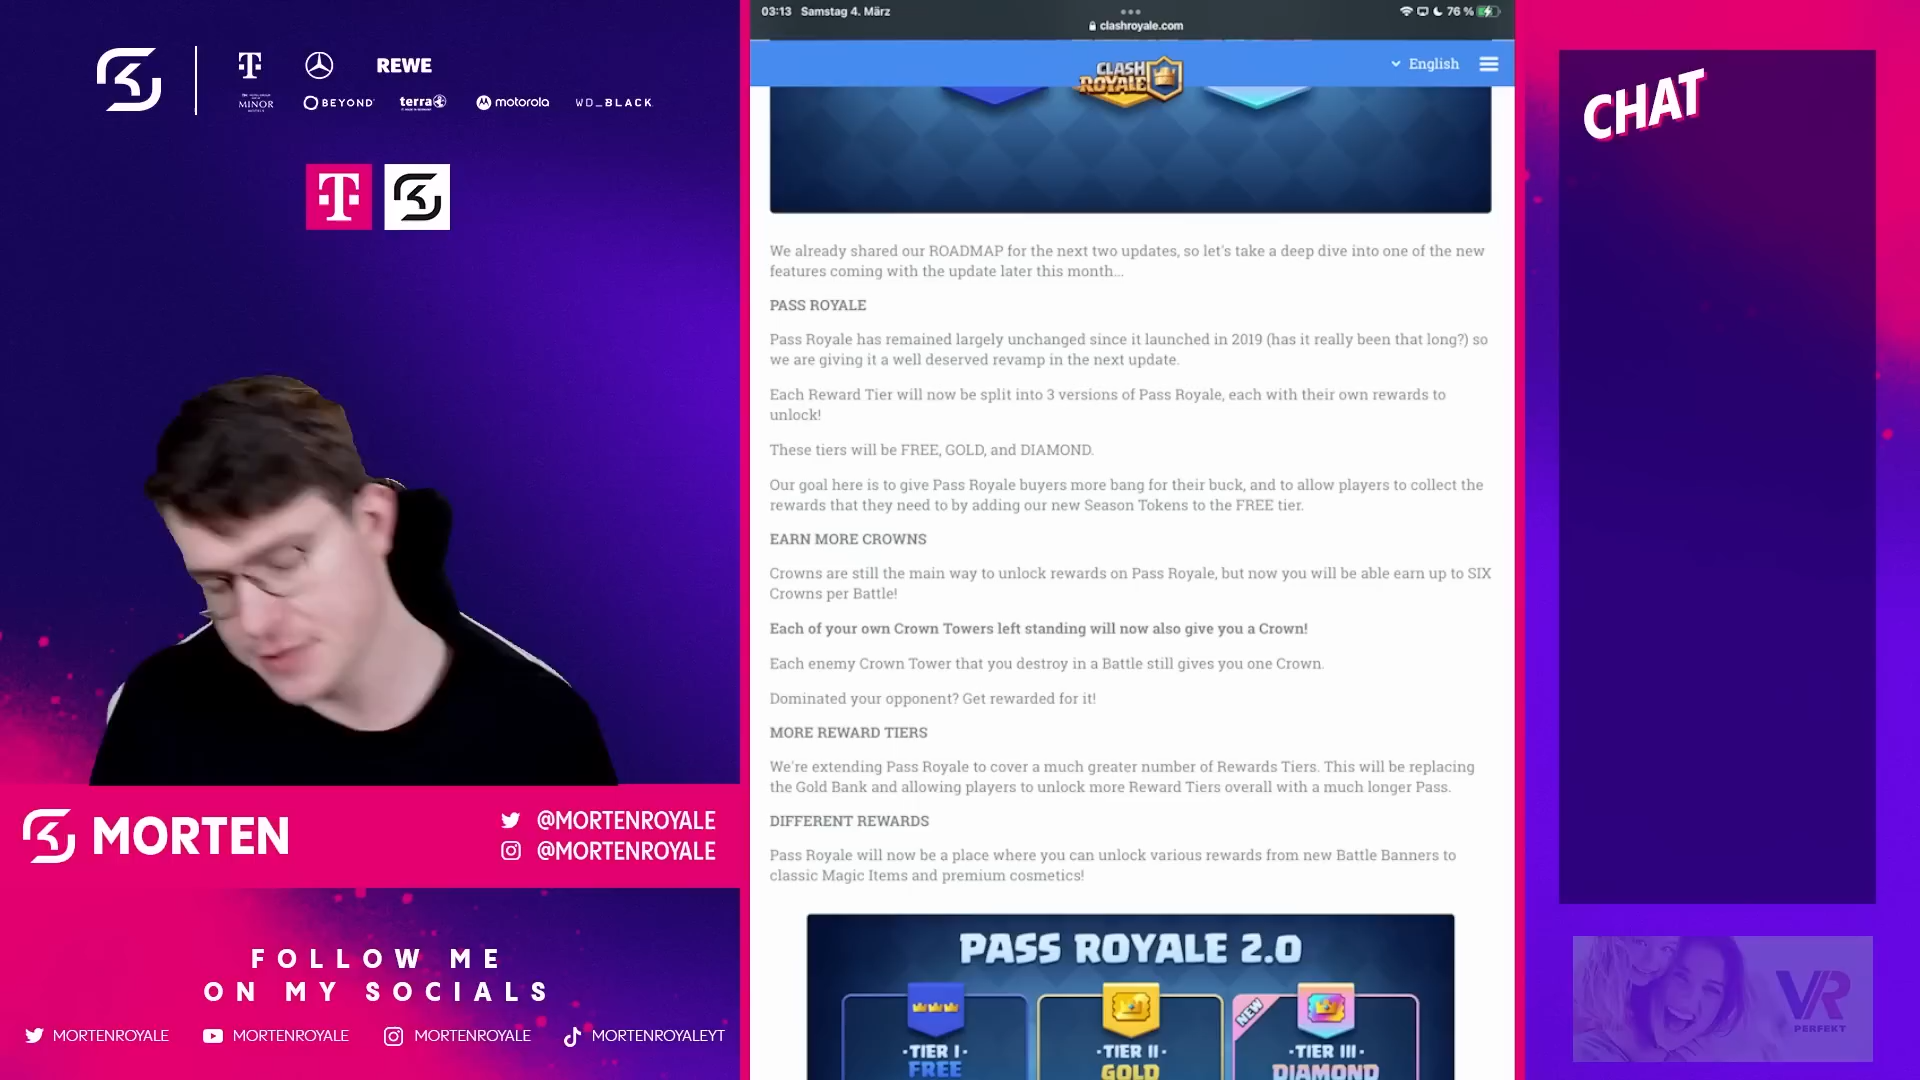 REWE
MINOR
HOTELS
BEYOND
terra
motorola
WD_BLACK
T
MORTEN
@MORTENROYALE
@MORTENROYALE
FOLLOW ME
ON MY SOCIALS
MORTENROYALE
MORTENROYALE
MORTENROYALE
MORTENROYALEYT
03:13 Samstag 4. März
76 %
clashroyale.com
CLASH
ROYALE
English
We already shared our ROADMAP for the next two updates, so let's take a deep dive into one of the new
features coming with the update later this month...
PASS ROYALE
Pass Royale has remained largely unchanged since it launched in 2019 (has it really been that long?) so
we are giving it a well deserved revamp in the next update.
Each Reward Tier will now be split into 3 versions of Pass Royale, each with their own rewards to
unlock!
These tiers will be FREE, GOLD, and DIAMOND.
Our goal here is to give Pass Royale buyers more bang for their buck, and to allow players to collect the
rewards that they need to by adding our new Season Tokens to the FREE tier.
EARN MORE CROWNS
Crowns are still the main way to unlock rewards on Pass Royale, but now you will be able earn up to SIX
Crowns per Battle!
Each of your own Crown Towers left standing will now also give you a Crown!
Each enemy Crown Tower that you destroy in a Battle still gives you one Crown.
Dominated your opponent? Get rewarded for it!
MORE REWARD TIERS
We're extending Pass Royale to cover a much greater number of Rewards Tiers. This will be replacing
the Gold Bank and allowing players to unlock more Reward Tiers overall with a much longer Pass.
DIFFERENT REWARDS
Pass Royale will now be a place where you can unlock various rewards from new Battle Banners to
classic Magic Items and premium cosmetics!
PASS ROYALE 2.0
·TIER I·
FREE
·TIER II·
GOLD
NEW
·TIER III·
DIAMOND
CHAT
VR
PERFEKT